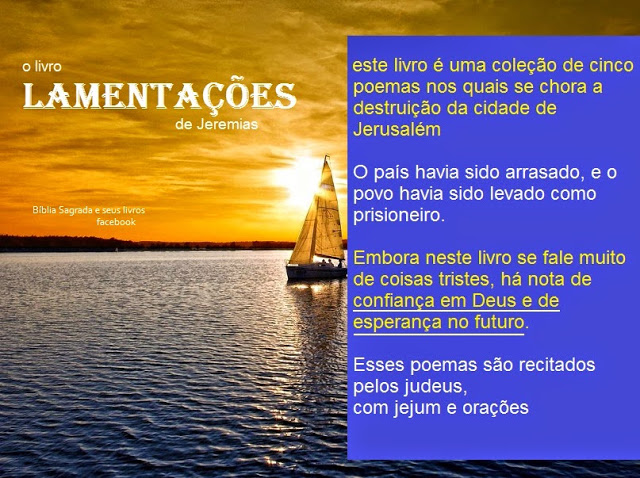 o livro
LAMENTAÇÕES
de Jeremias
Bíblia Sagrada e seus livros
facebook
este livro é uma coleção de cinco
poemas nos quais se chora a
destruição da cidade de
Jerusalém
O país havia sido arrasado, e o
povo havia sido levado como
prisioneiro.
Embora neste livro se fale muito
de coisas tristes, há nota de
confiança em Deus e de
esperança no futuro.
Esses poemas são recitados
pelos judeus,
com jejum e orações